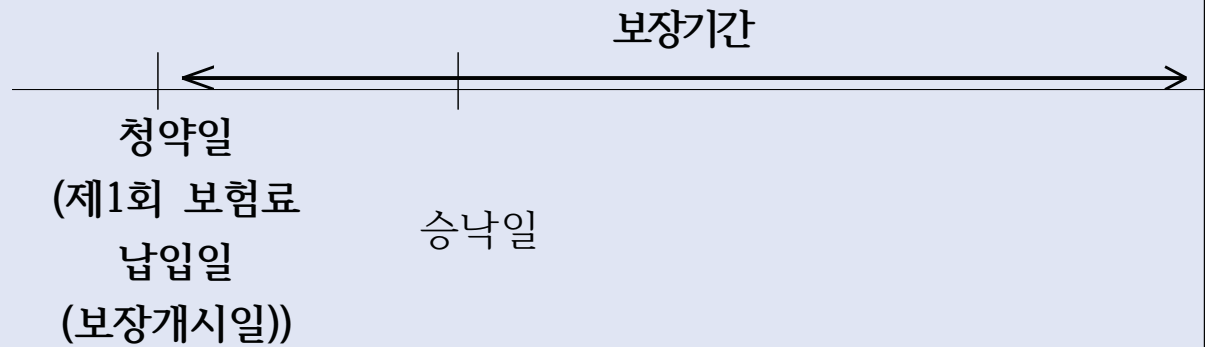 보장기간
청약일
(제1회 보험료
납입일
(보장개시일))
승낙일